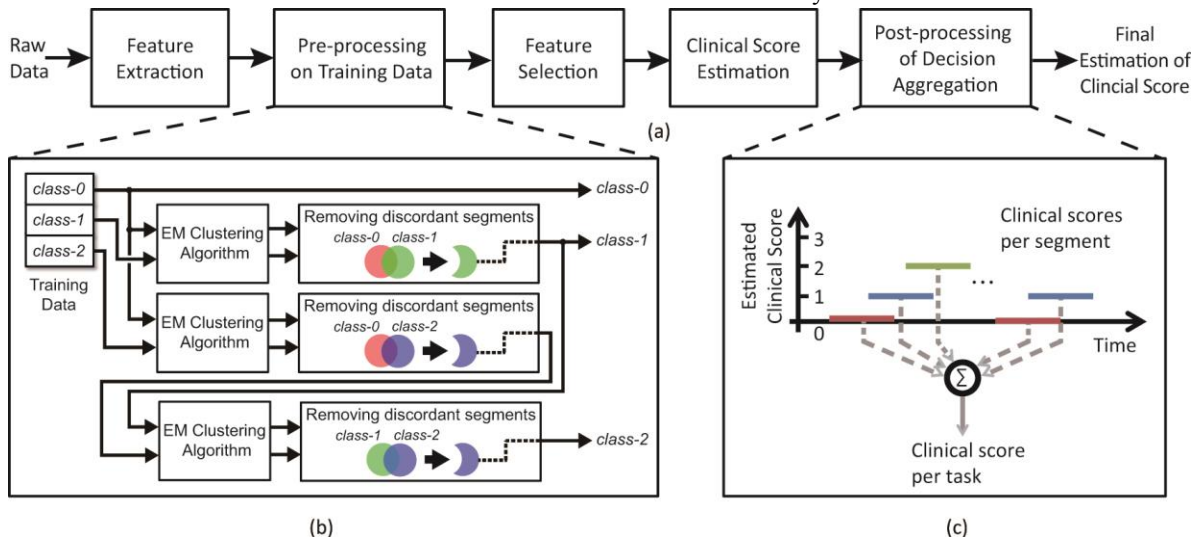 Raw
Data
Feature
Extraction
Pre-processing
on Training Data
Feature
Selection
Clinical Score
Estimation
Post-processing
of Decision
Aggregation
Final
Estimation of
Clincial Score
(a)
class-0
class-1
class-2
Training
Data
EM Clustering
Algorithm
Removing discordant segments
class-0 class-1
class-0
class-1
EM Clustering
Algorithm
Removing discordant segments
class-0 class-2
EM Clustering
Algorithm
Removing discordant segments
class-1 class-2
class-2
(b)
Estimated
Clinical Score
3
2
1
0
Clinical scores
per segment
...
Time
Σ
Clinical score
per task
(c)